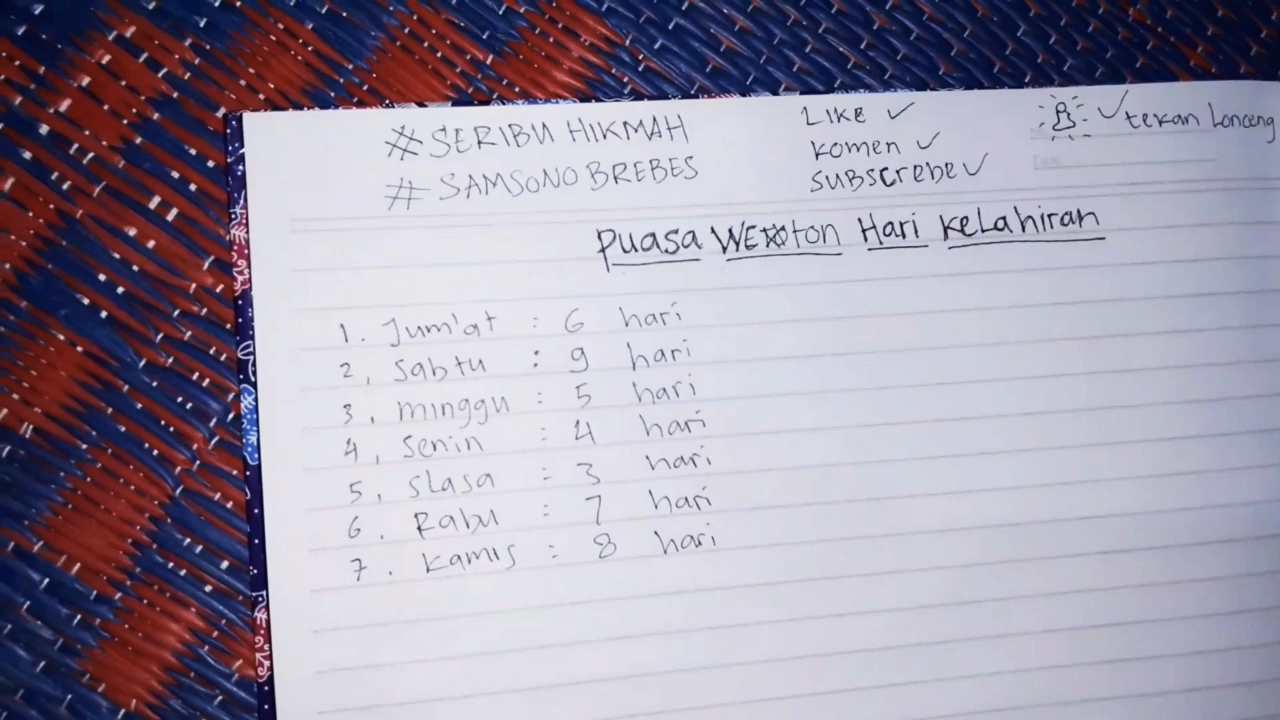 #SERIBU HIKMAH
# SAMSONO BREBES
LIKE ✓
komen ✓
subscrebe ✓
✓ tekan Lonceng
Puasa Weton Hari Kelahiran
1. Jum'at : 6 hari
2, Sabtu : 9 hari
3, minggu : 5 hari
4, Senin : 4 hari
5, slasa : 3 hari
6. Rabu : 7 hari
7. Kamis : 8 hari